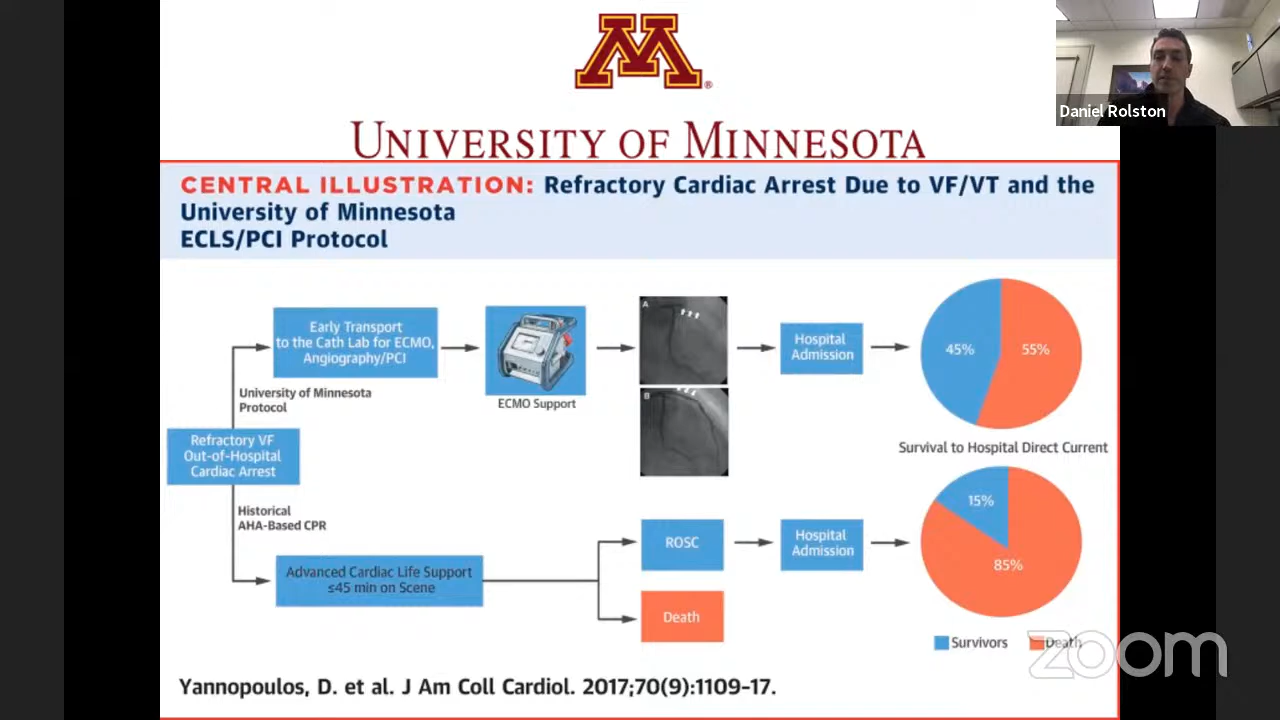 M®
UNIVERSITY OF MINNESOTA
Daniel Rolston
CENTRAL ILLUSTRATION: Refractory Cardiac Arrest Due to VF/VT and the
University of Minnesota
ECLS/PCI Protocol
Early Transport
to the Cath Lab for ECMO,
Angiography/PCI
ECMO Support
A
B
Hospital
Admission
45%
55%
University of Minnesota
Protocol
Refractory VF
Out-of-Hospital
Cardiac Arrest
Survival to Hospital Direct Current
Historical
AHA-Based CPR
Advanced Cardiac Life Support
≤45 min on Scene
ROSC
Death
Hospital
Admission
15%
85%
Survivors
Death
zoom
Yannopoulos, D. et al. J Am Coll Cardiol. 2017;70(9):1109-17.